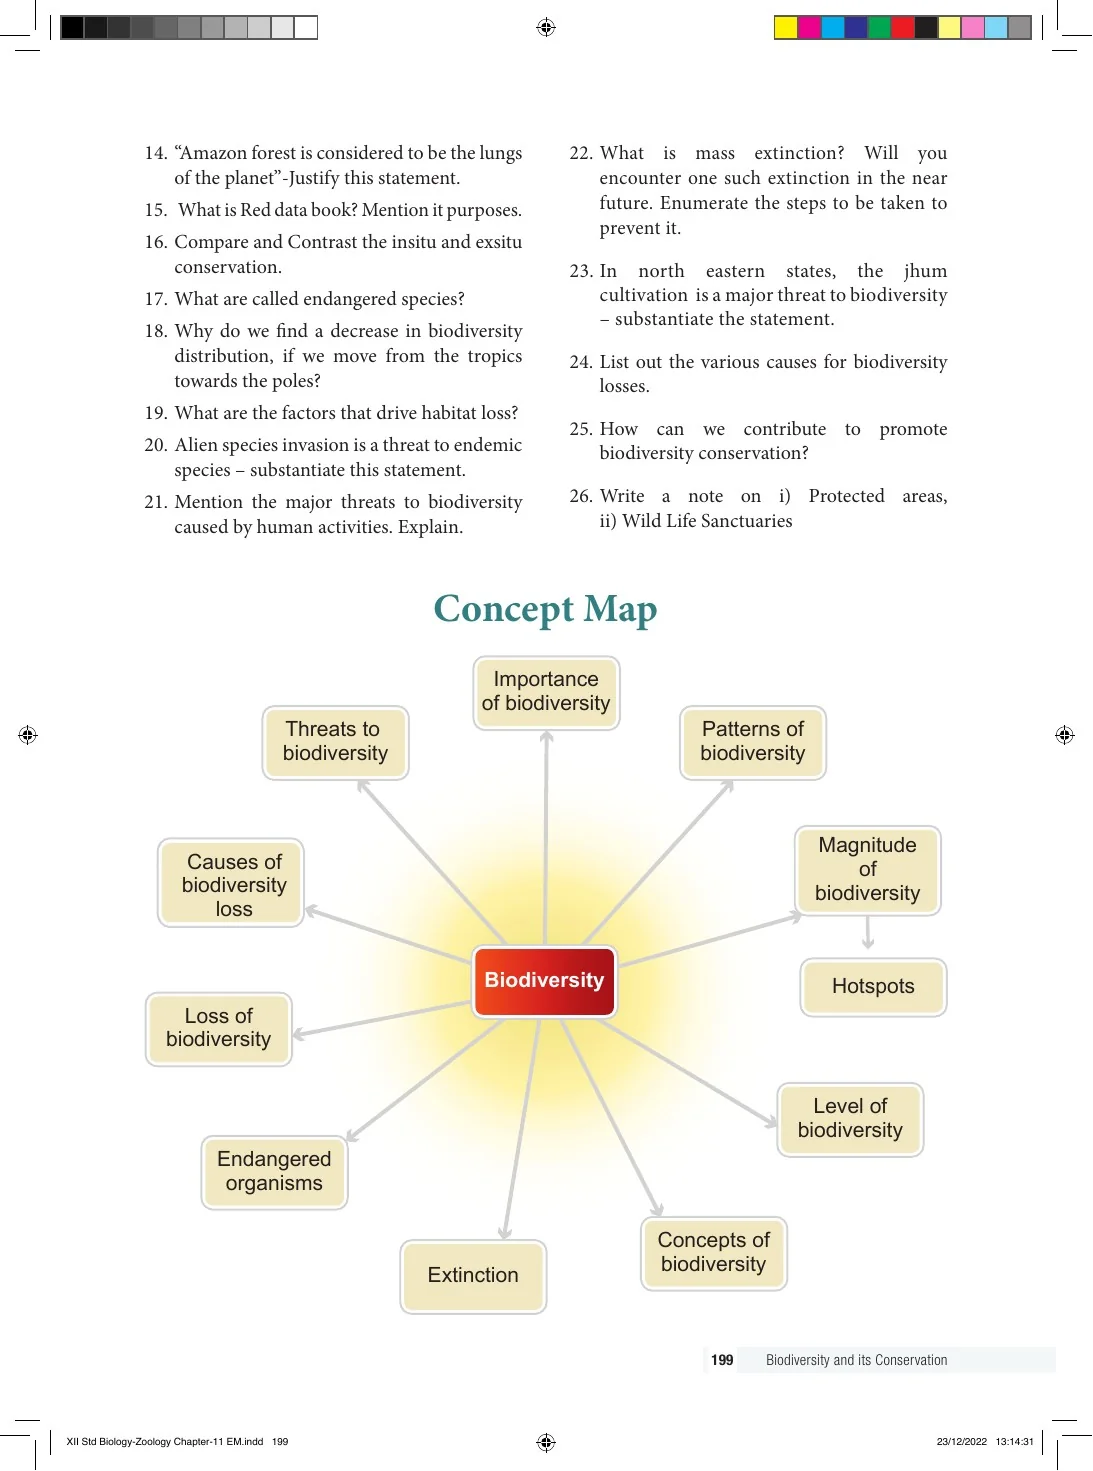 14. “Amazon forest is considered to be the lungs
of the planet”-Justify this statement.
15. What is Red data book? Mention it purposes.
16. Compare and Contrast the insitu and exsitu
conservation.
17. What are called endangered species?
18. Why do we find a decrease in biodiversity
distribution, if we move from the tropics
towards the poles?
19. What are the factors that drive habitat loss?
20. Alien species invasion is a threat to endemic
species – substantiate this statement.
21. Mention the major threats to biodiversity
caused by human activities. Explain.
22. What is mass extinction? Will you
encounter one such extinction in the near
future. Enumerate the steps to be taken to
prevent it.
23. In north eastern states, the jhum
cultivation is a major threat to biodiversity
– substantiate the statement.
24. List out the various causes for biodiversity
losses.
25. How can we contribute to promote
biodiversity conservation?
26. Write a note on i) Protected areas,
ii) Wild Life Sanctuaries
Concept Map
Importance
of biodiversity
Threats to
biodiversity
Patterns of
biodiversity
Causes of
biodiversity
loss
Magnitude
of
biodiversity
Biodiversity
Hotspots
Loss of
biodiversity
Level of
biodiversity
Endangered
organisms
Concepts of
biodiversity
Extinction
199 Biodiversity and its Conservation
XII Std Biology-Zoology Chapter-11 EM.indd 199
23/12/2022 13:14:31